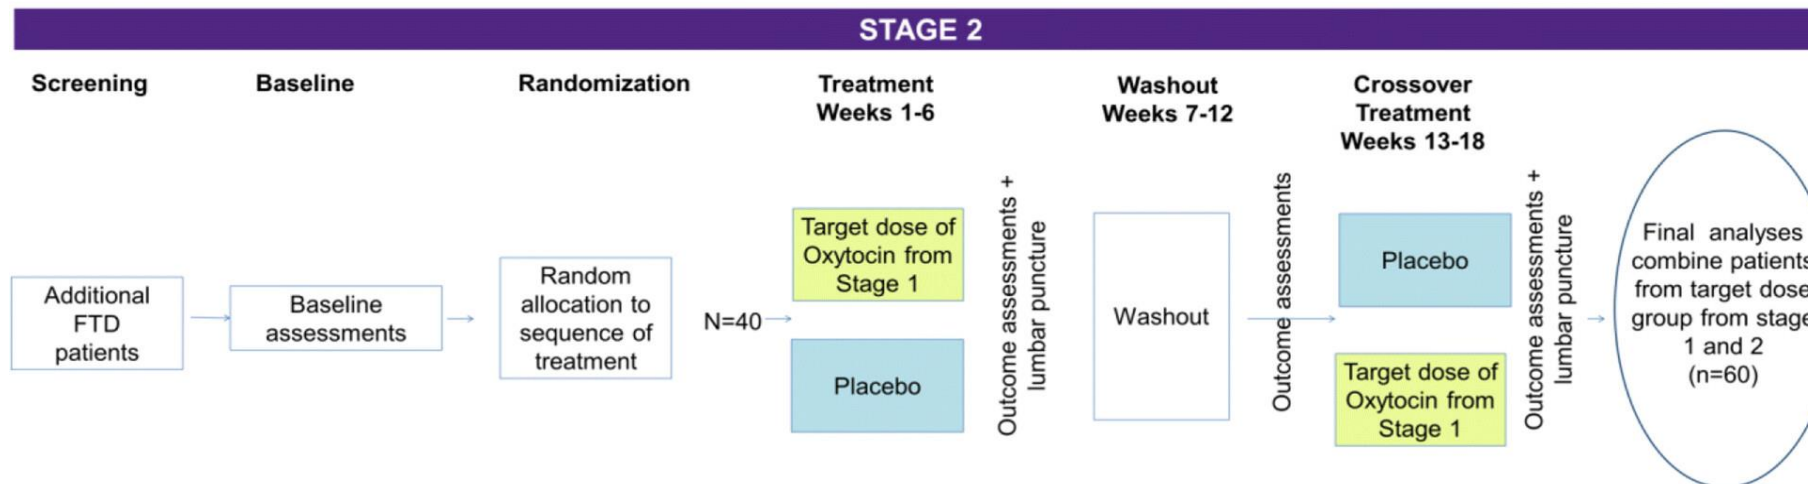 STAGE 2
Screening
Baseline
Randomization
Treatment
Weeks 1-6
Washout
Weeks 7-12
Crossover
Treatment
Weeks 13-18
Additional
FTD
patients
Baseline
assessments
Random
allocation to
sequence of
treatment
N=40
Target dose of
Oxytocin from
Stage 1
Placebo
Outcome assessments +
lumbar puncture
Washout
Outcome assessments
Placebo
Target dose of
Oxytocin from
Stage 1
Outcome assessments +
lumbar puncture
Final analyses
combine patients
from target dose
group from stage
1 and 2
(n=60)